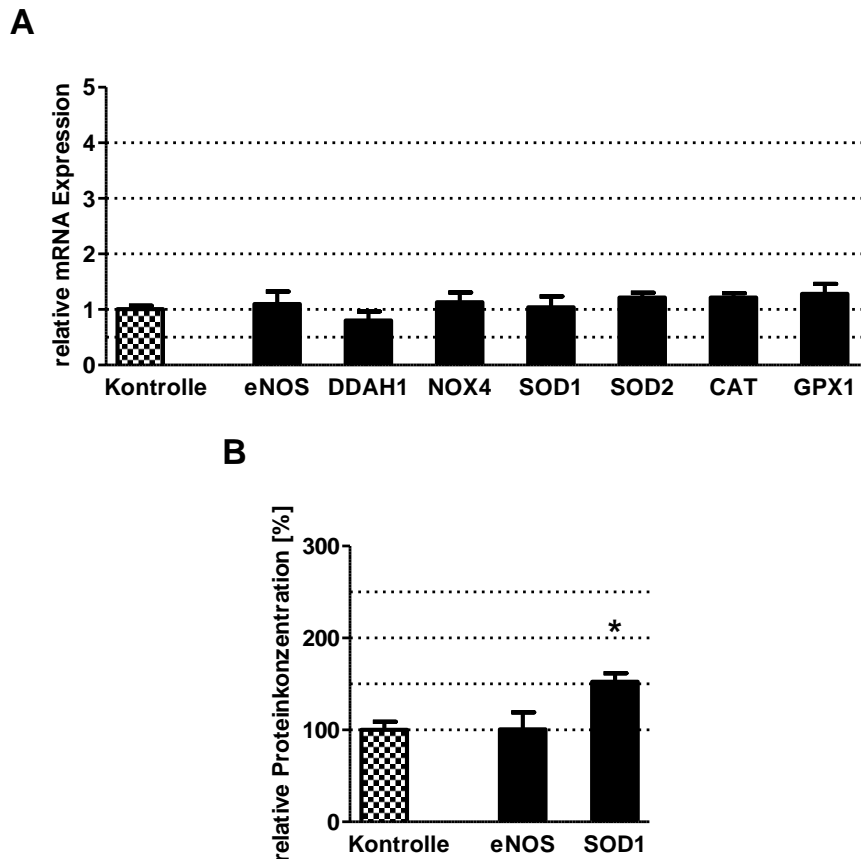 A
relative mRNA Expression
5
4
3
2
1
0
Kontrolle eNOS DDAH1 NOX4 SOD1 SOD2 CAT GPX1
B
relative Proteinkonzentration [%]
300
200
100
0
*
Kontrolle eNOS SOD1